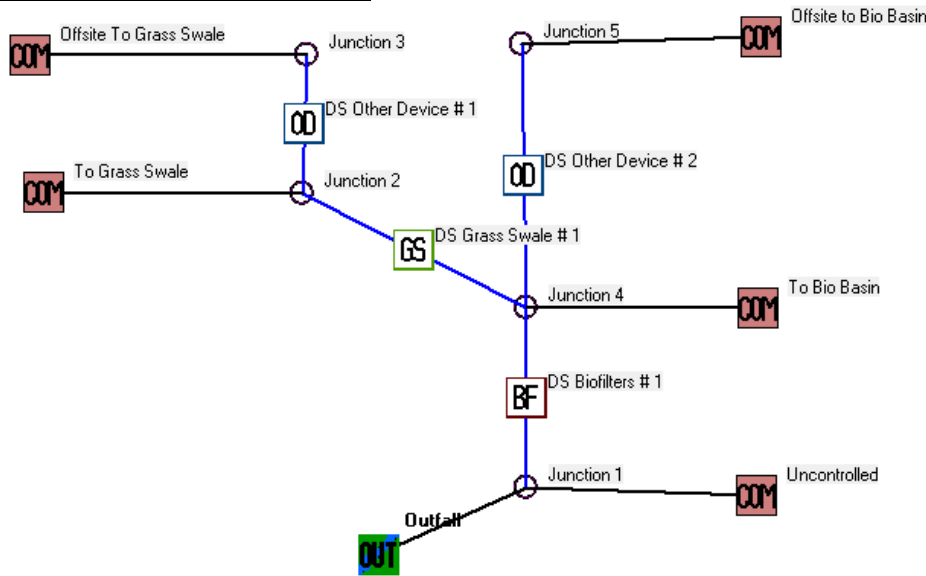 Offsite to Bio Basin
COM
Offsite To Grass Swale
Junction 3
Junction 5
COM
DS Other Device # 1
OD
DS Other Device # 2
OD
To Grass Swale
COM
Junction 2
DS Grass Swale # 1
GS
Junction 4
To Bio Basin
COM
DS Biofilters # 1
BF
Junction 1
Uncontrolled
COM
Outfall
OUT